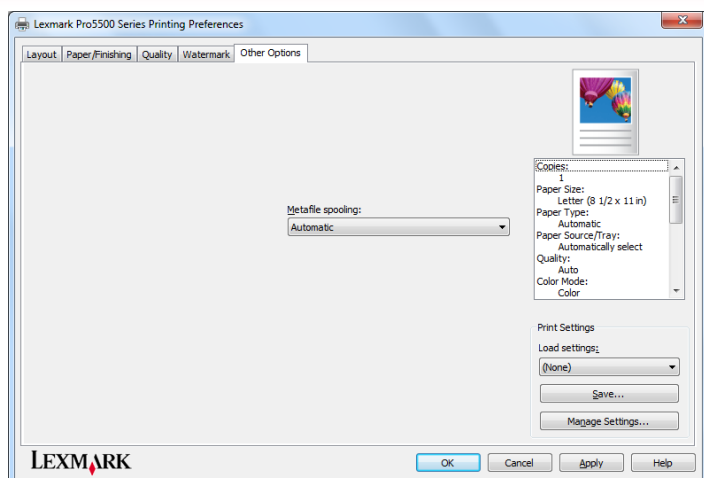 Lexmark Pro5500 Series Printing Preferences
Layout Paper/Finishing Quality Watermark Other Options
Metafile spooling:
Automatic
Copies:
1
Paper Size:
Letter (8 1/2 x 11 in)
Paper Type:
Automatic
Paper Source/Tray:
Automatically select
Quality:
Auto
Color Mode:
Color
Print Settings
Load settings:
(None)
Save...
Manage Settings...
LEXMARK
OK Cancel Apply Help